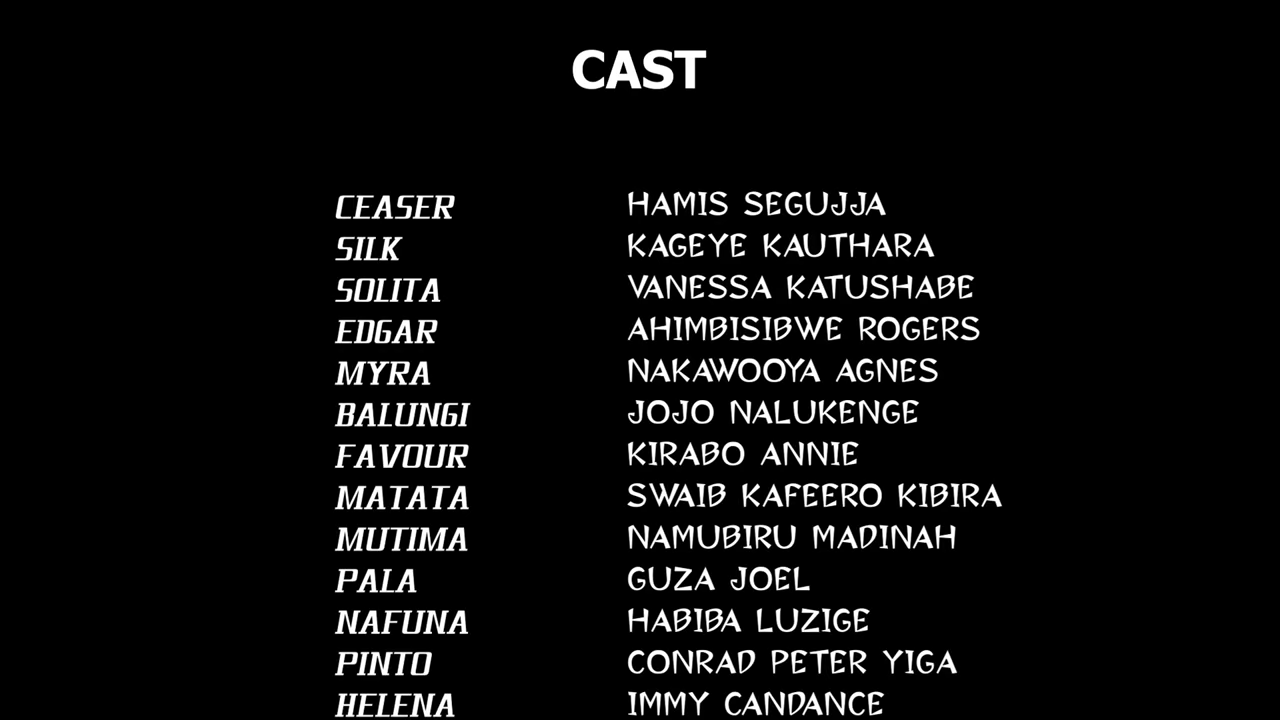 CAST
CEASER HAMIS SEGUJJA
SILK KAGEYE KAUTHARA
SOLITA VANESSA KATUSHABE
EDGAR AHIMBISIBWE ROGERS
MYRA NAKAWOOYA AGNES
BALUNGI JOJO NALUKENGE
FAVOUR KIRABO ANNIE
MATATA SWAIB KAFEERO KIBIRA
MUTIMA NAMUBIRU MADINAH
PALA GUZA JOEL
NAFUNA HABIBA LUZIGE
PINTO CONRAD PETER YIGA
HELENA IMMY CANDANCE